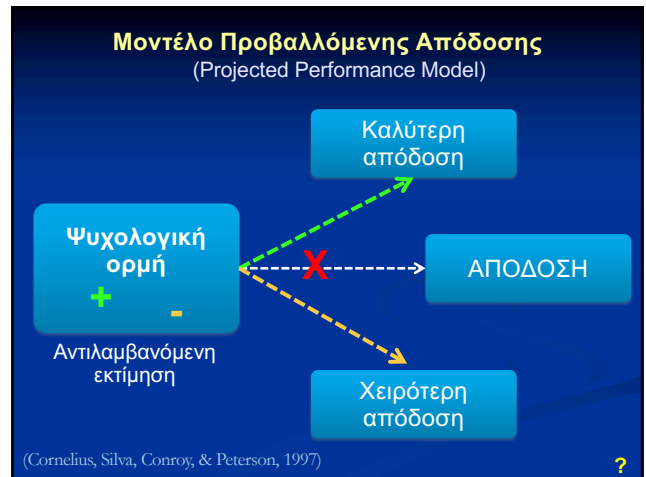 Μοντέλο Προβαλλόμενης Απόδοσης
(Projected Performance Model)
Καλύτερη
απόδοση
Ψυχολογική
ορμή
+ -
X
ΑΠΟΔΟΣΗ
Αντιλαμβανόμενη
εκτίμηση
Χειρότερη
απόδοση
(Cornelius, Silva, Conroy, & Peterson, 1997)
?